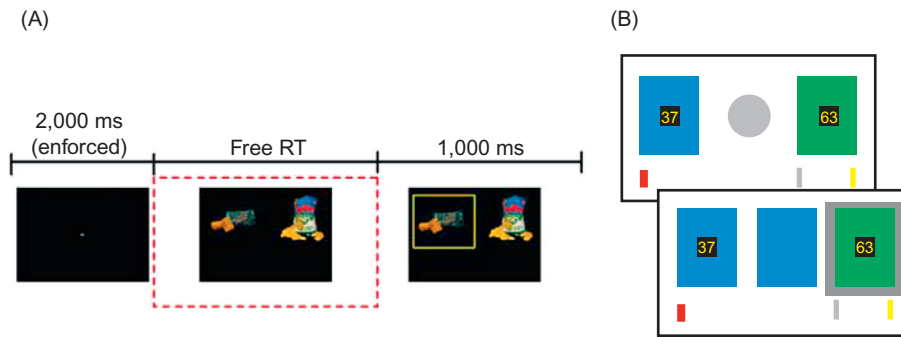 (A)
(B)
2,000 ms
(enforced)
Free RT
1,000 ms
37
63
37
63